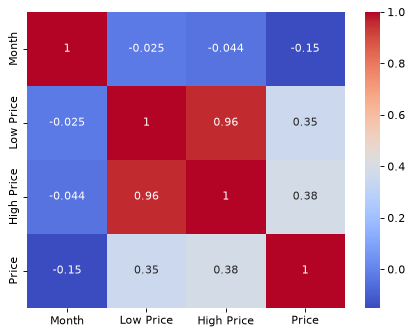 Month
1
-0.025
-0.044
-0.15
Low Price
-0.025
1
0.96
0.35
High Price
-0.044
0.96
1
0.38
Price
-0.15
0.35
0.38
1
Month
Low Price
High Price
Price
1.0
0.8
0.6
0.4
0.2
0.0